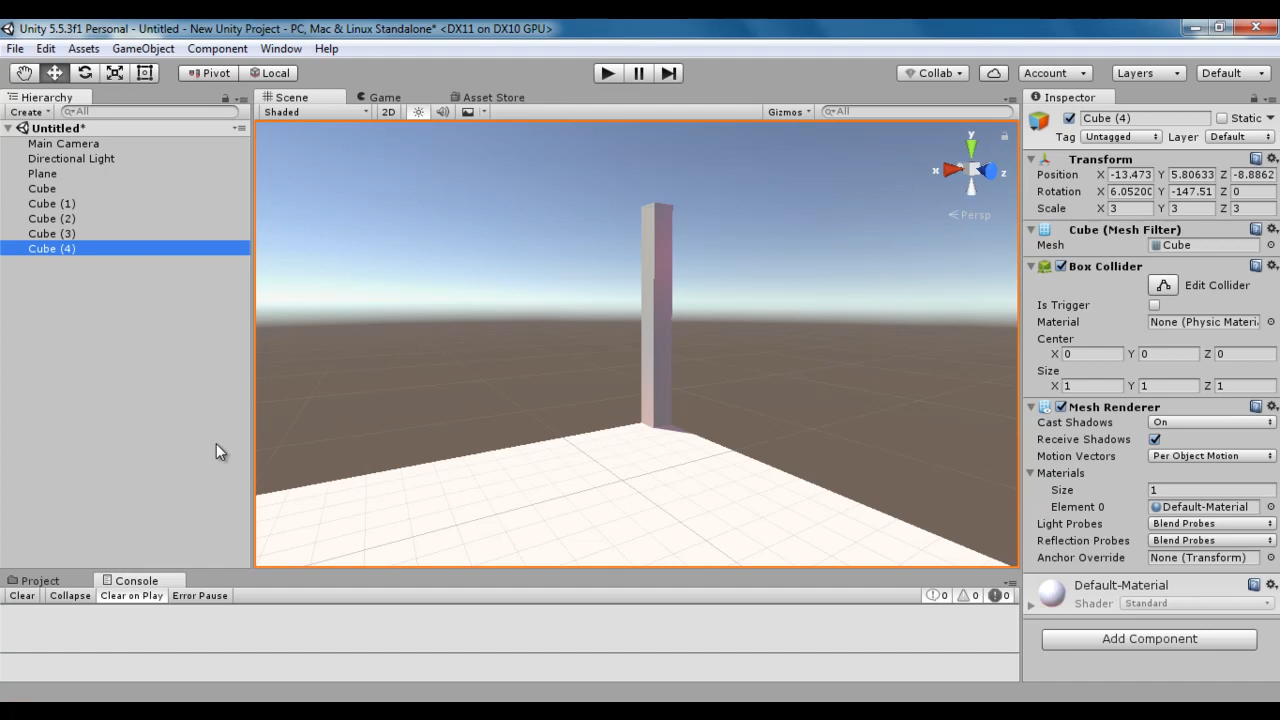 Unity 5.5.3f1 Personal - Untitled - New Unity Project - PC, Mac & Linux Standalone* <DX11 on DX10 GPU>
File Edit Assets GameObject Component Window Help
Pivot Local Collab Account Layers Default
Hierarchy
Create All
Untitled*
Main Camera
Directional Light
Plane
Cube
Cube (1)
Cube (2)
Cube (3)
Cube (4)
Scene Game Asset Store
Shaded 2D Gizmos All
y
x z
Persp
Inspector
Cube (4) Static
Tag Untagged Layer Default
Transform
Position X -13.473 Y 5.80633 Z -8.8862
Rotation X 6.05200 Y -147.51 Z 0
Scale X 3 Y 3 Z 3
Cube (Mesh Filter)
Mesh Cube
Box Collider
Edit Collider
Is Trigger
Material None (Physic Materi
Center
X 0 Y 0 Z 0
Size
X 1 Y 1 Z 1
Mesh Renderer
Cast Shadows On
Receive Shadows
Motion Vectors Per Object Motion
Materials
Size 1
Element 0 Default-Material
Light Probes Blend Probes
Reflection Probes Blend Probes
Anchor Override None (Transform)
Default-Material
Shader Standard
Add Component
Project Console
Clear Collapse Clear on Play Error Pause 0 0 0